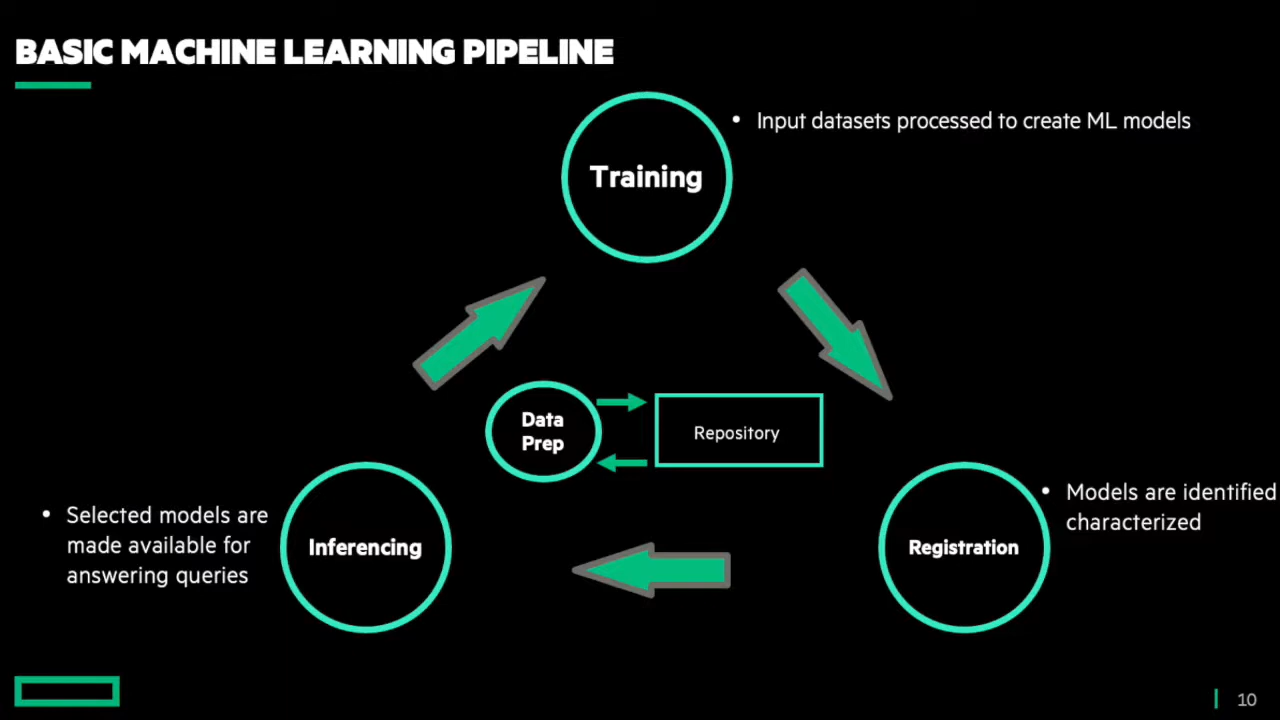 BASIC MACHINE LEARNING PIPELINE
Training
• Input datasets processed to create ML models
Data
Prep
Repository
• Selected models are
made available for
answering queries
Inferencing
Registration
• Models are identified
characterized
10